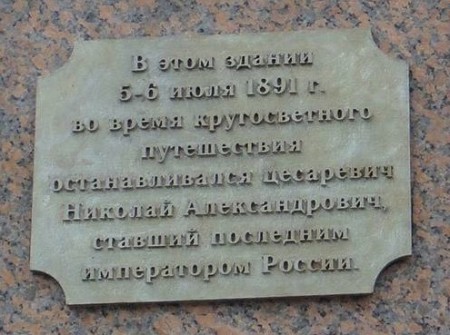 В этом здании
5-6 июля 1891 г.
во время кругосветного
путешествия
останавливался цесаревич
Николай Александрович,
ставший последним
императором России.